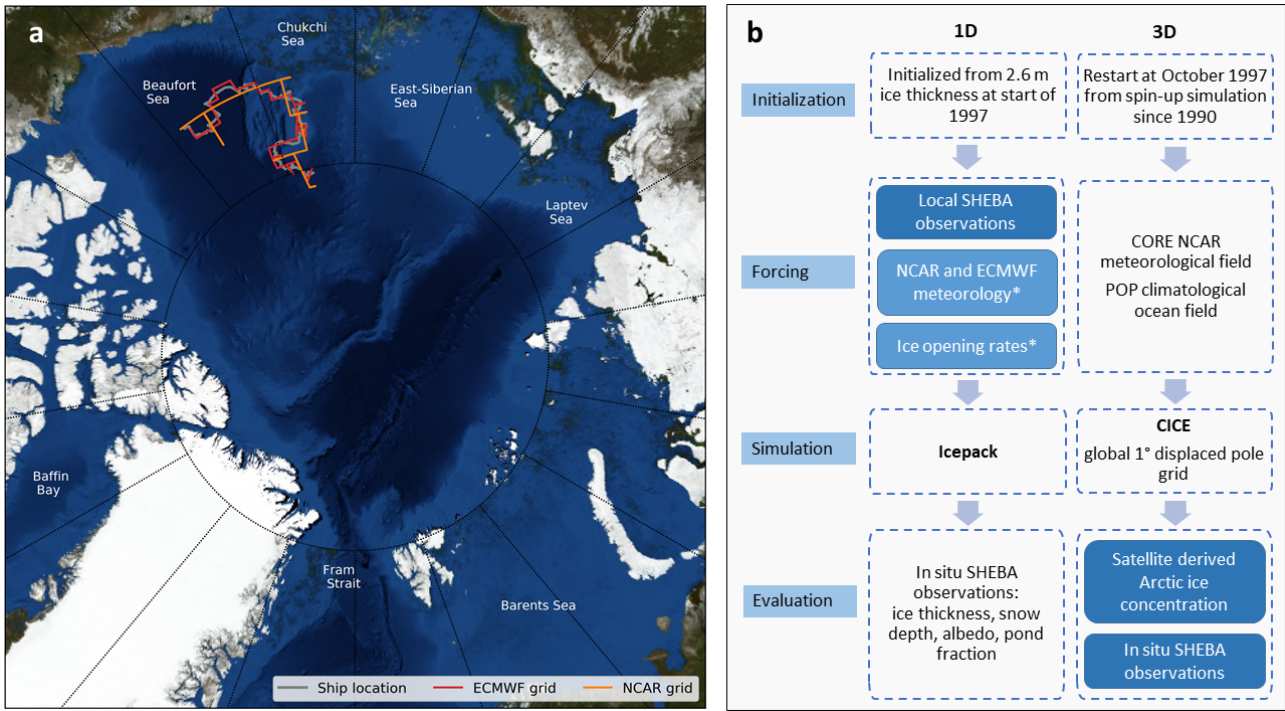 a
Chukchi
Sea
Beaufort
Sea
East-Siberian
Sea
Laptev
Sea
Baffin
Bay
Fram
Strait
Barents Sea
Ship location
ECMWF grid
NCAR grid
b
1D
3D
Initialization
Initialized from 2.6 m
ice thickness at start of
1997
Restart at October 1997
from spin-up simulation
since 1990
Forcing
Local SHEBA
observations
NCAR and ECMWF
meteorology*
Ice opening rates*
CORE NCAR
meteorological field
POP climatological
ocean field
Simulation
Icepack
CICE
global 1° displaced pole
grid
Evaluation
In situ SHEBA
observations:
ice thickness, snow
depth, albedo, pond
fraction
Satellite derived
Arctic ice
concentration
In situ SHEBA
observations